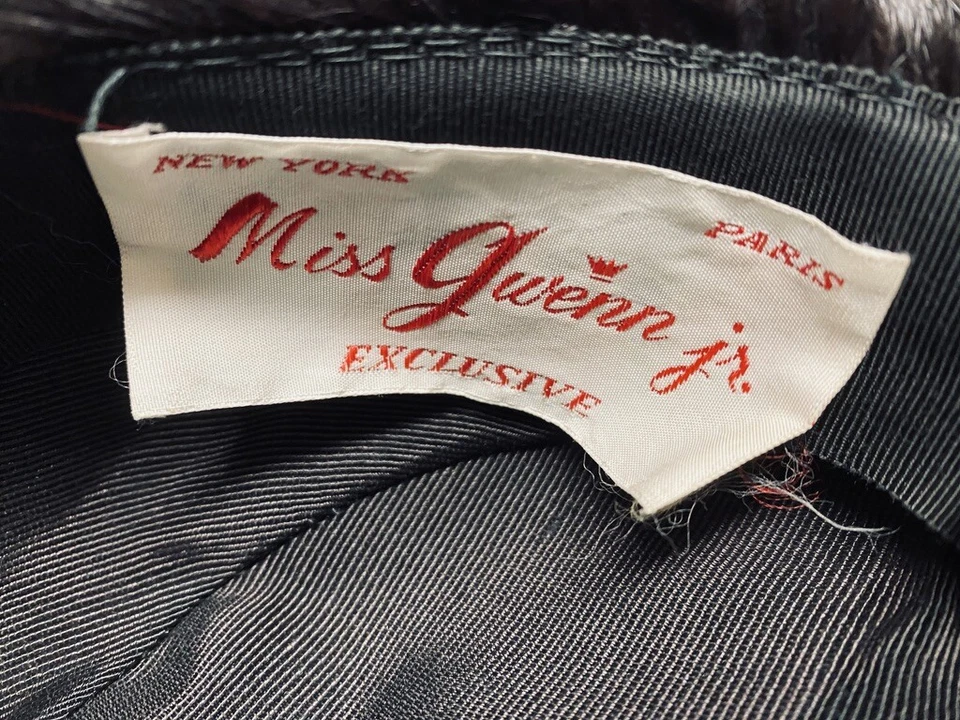 NEW YORK
PARIS
Miss Gwenn jr.
EXCLUSIVE